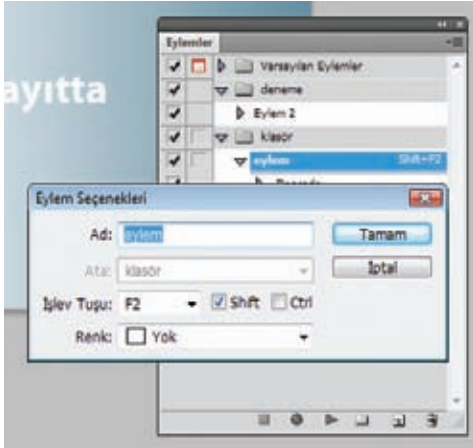 Eylemler
Varsayılan Eylemler
ayıtta
deneme
Eylem 2
klasör
eylem Shift+F2
Eylem Seçenekleri
Ad: eylem
Tamam
Ata: klasör
İptal
İşlev Tuşu: F2 Shift Ctrl
Renk: Yok